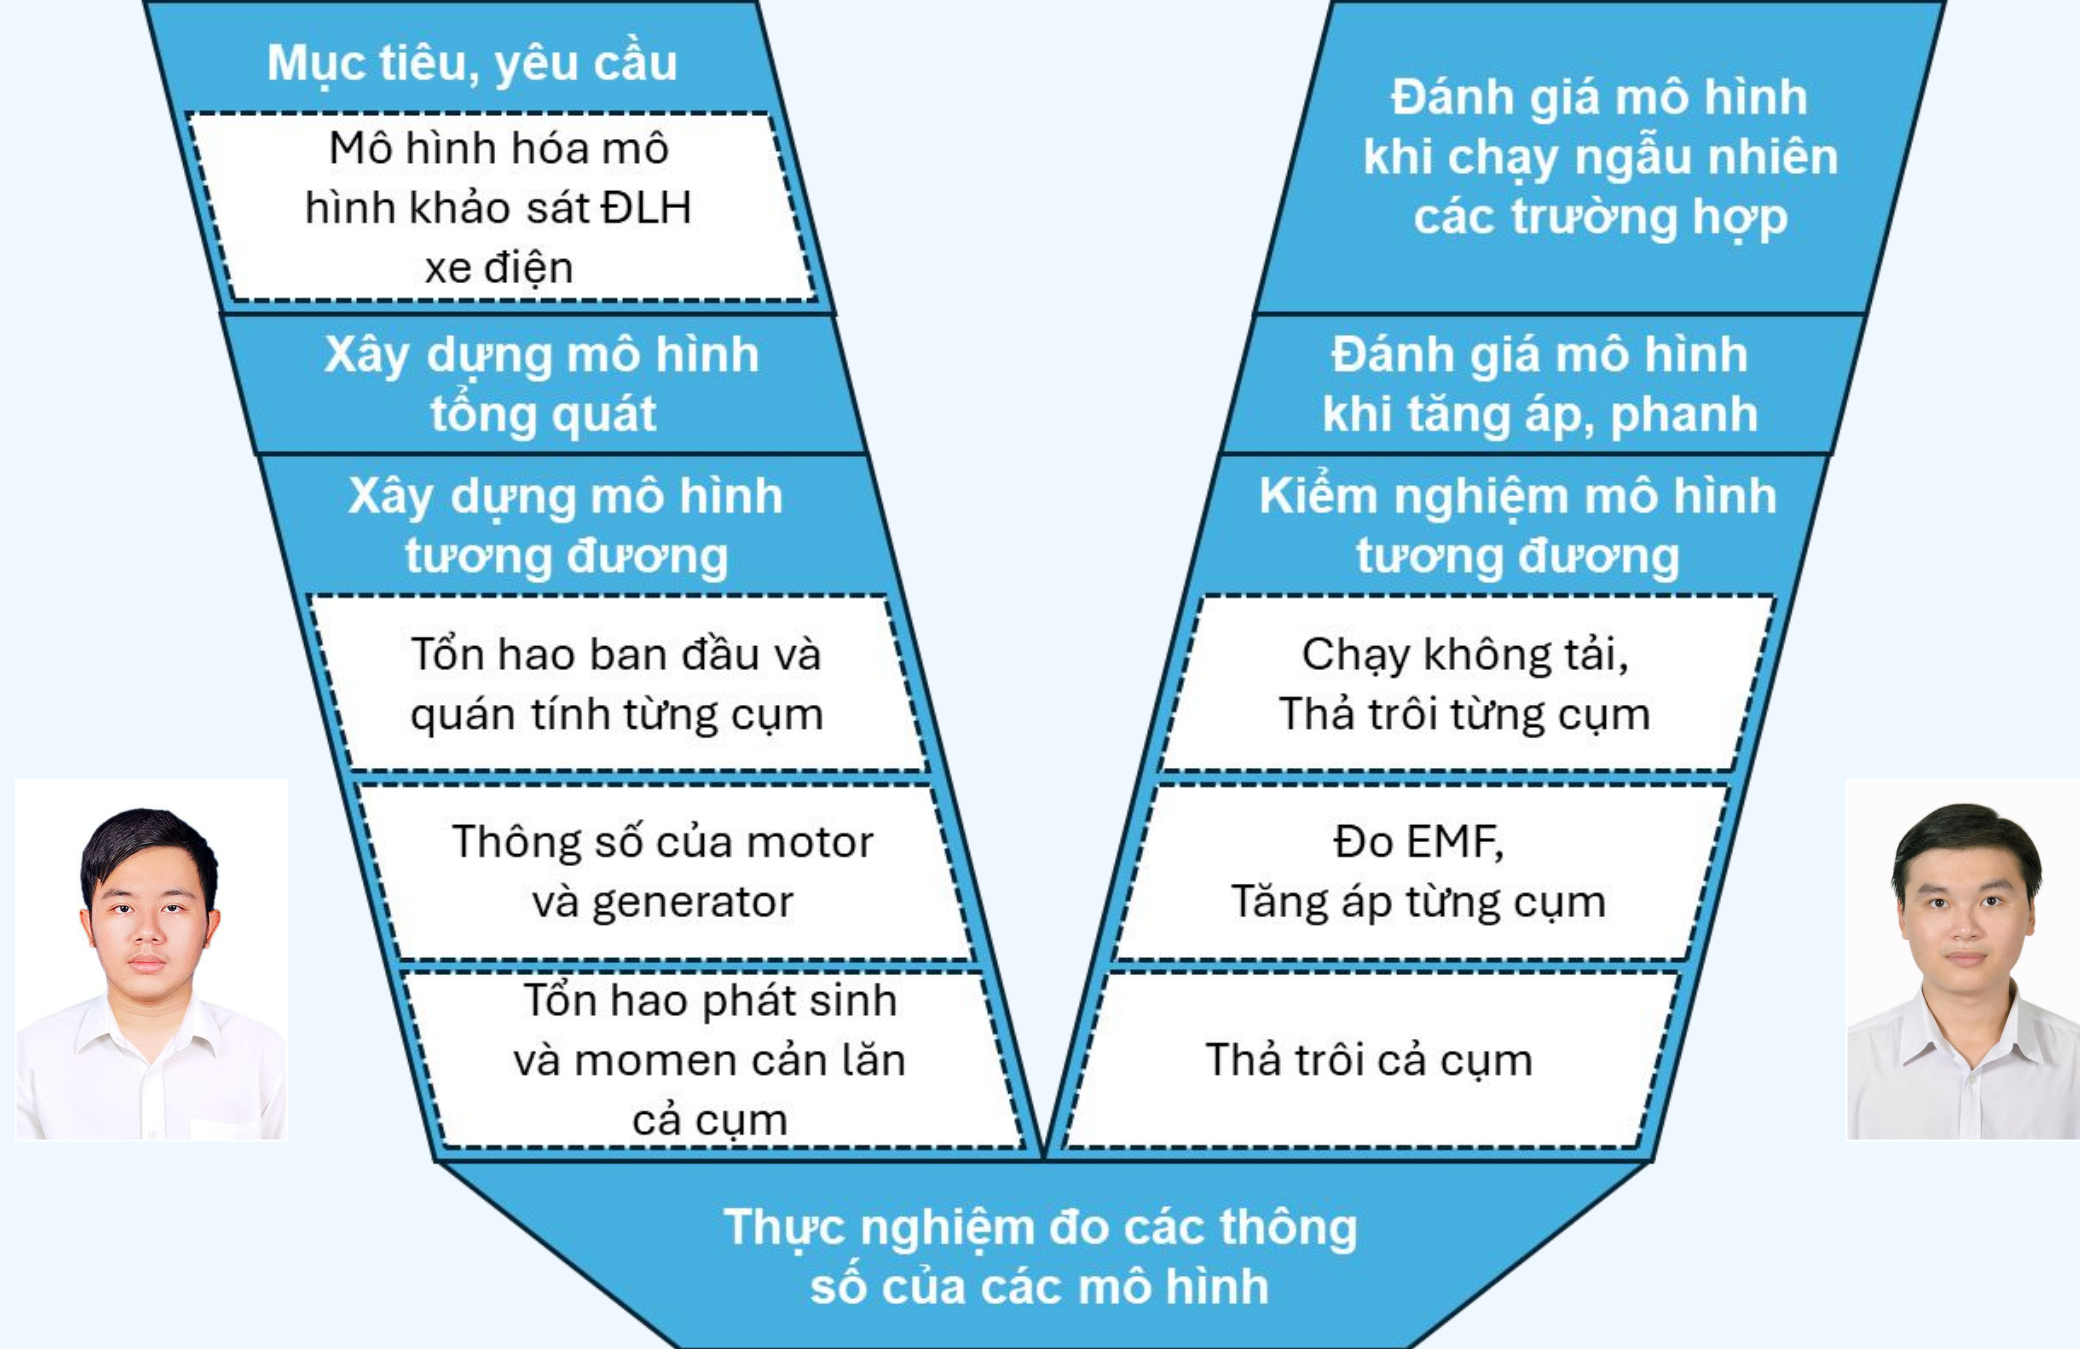 Mục tiêu, yêu cầu
Mô hình hóa mô
hình khảo sát ĐLH
xe điện
Xây dựng mô hình
tổng quát
Xây dựng mô hình
tương đương
Tổn hao ban đầu và
quán tính từng cụm
Thông số của motor
và generator
Tổn hao phát sinh
và momen cản lăn
cả cụm
Thực nghiệm đo các thông
số của các mô hình
Đánh giá mô hình
khi chạy ngẫu nhiên
các trường hợp
Đánh giá mô hình
khi tăng áp, phanh
Kiểm nghiệm mô hình
tương đương
Chạy không tải,
Thả trôi từng cụm
Đo EMF,
Tăng áp từng cụm
Thả trôi cả cụm